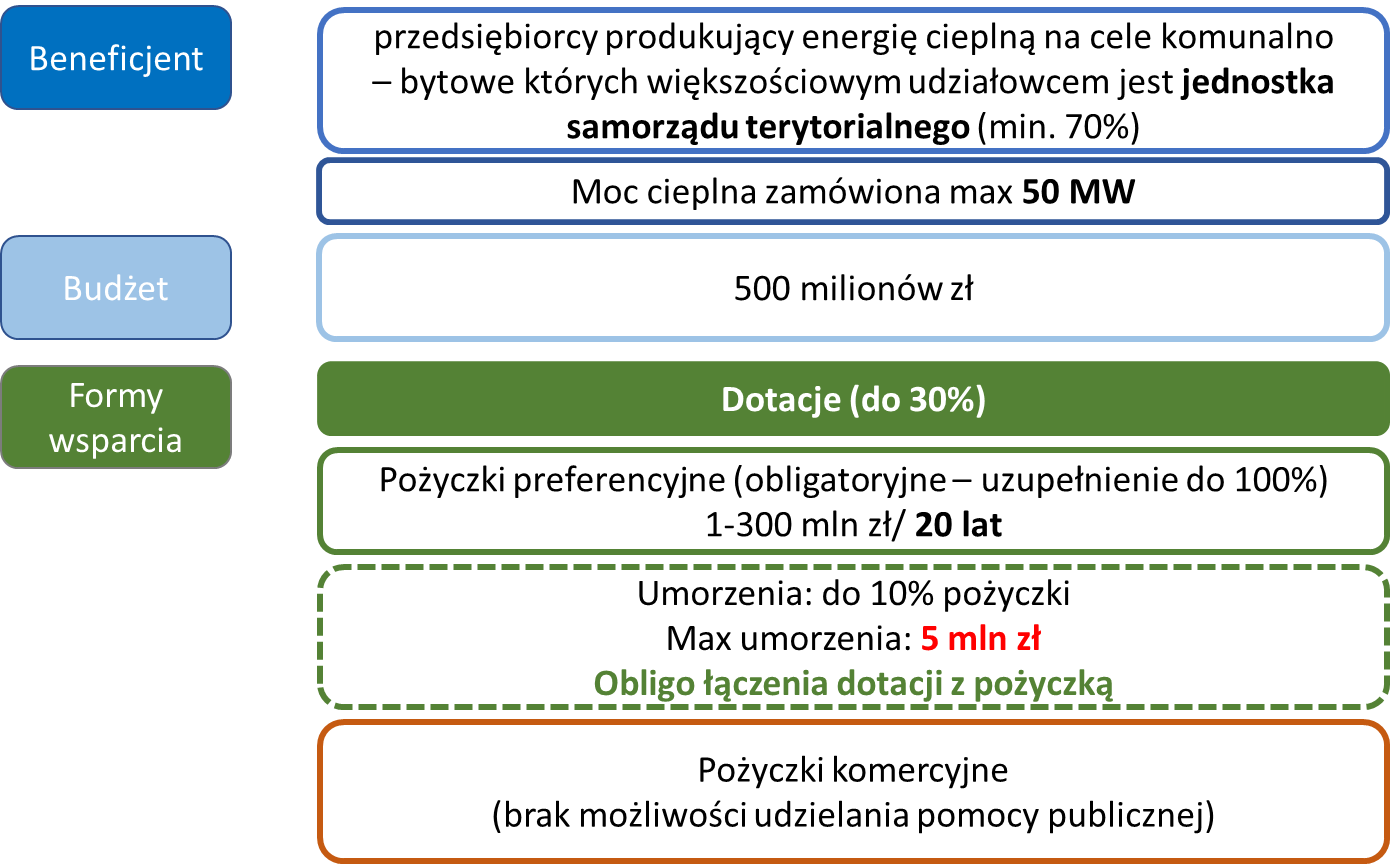 Beneficjent
przedsiębiorcy produkujący energię cieplną na cele komunalno
– bytowe których większościowym udziałowcem jest jednostka
samorządu terytorialnego (min. 70%)
Moc cieplna zamówiona max 50 MW
Budżet
500 milionów zł
Formy
wsparcia
Dotacje (do 30%)
Pożyczki preferencyjne (obligatoryjne – uzupełnienie do 100%)
1-300 mln zł/ 20 lat
Umorzenia: do 10% pożyczki
Max umorzenia: 5 mln zł
Obligo łączenia dotacji z pożyczką
Pożyczki komercyjne
(brak możliwości udzielania pomocy publicznej)